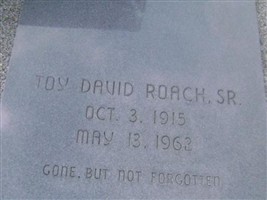 TOY DAVID ROACH, SR.
OCT. 3, 1915
MAY 13, 1962
GONE, BUT NOT FORGOTTEN